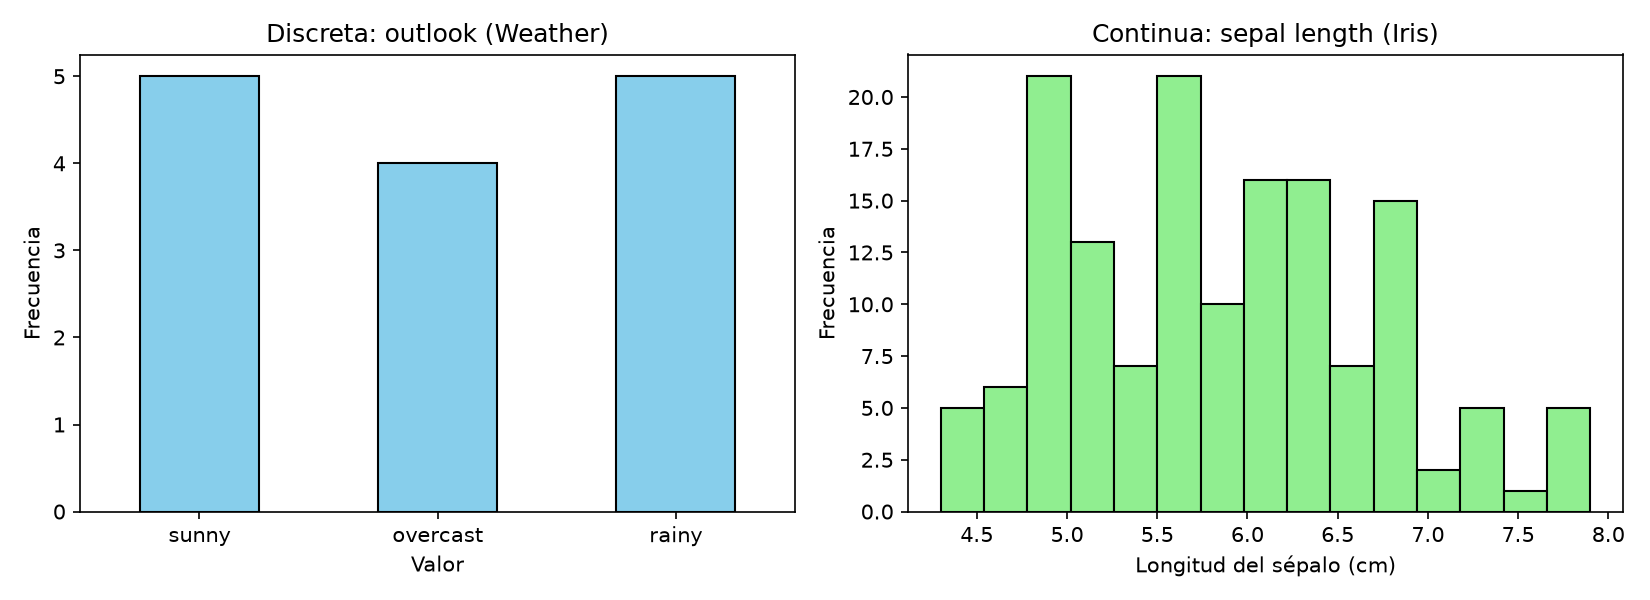 Discreta: outlook (Weather)
5
4
3
2
1
0
Frecuencia
sunny overcast rainy
Valor
Continua: sepal length (Iris)
20.0
17.5
15.0
12.5
10.0
7.5
5.0
2.5
0.0
Frecuencia
4.5 5.0 5.5 6.0 6.5 7.0 7.5 8.0
Longitud del sépalo (cm)